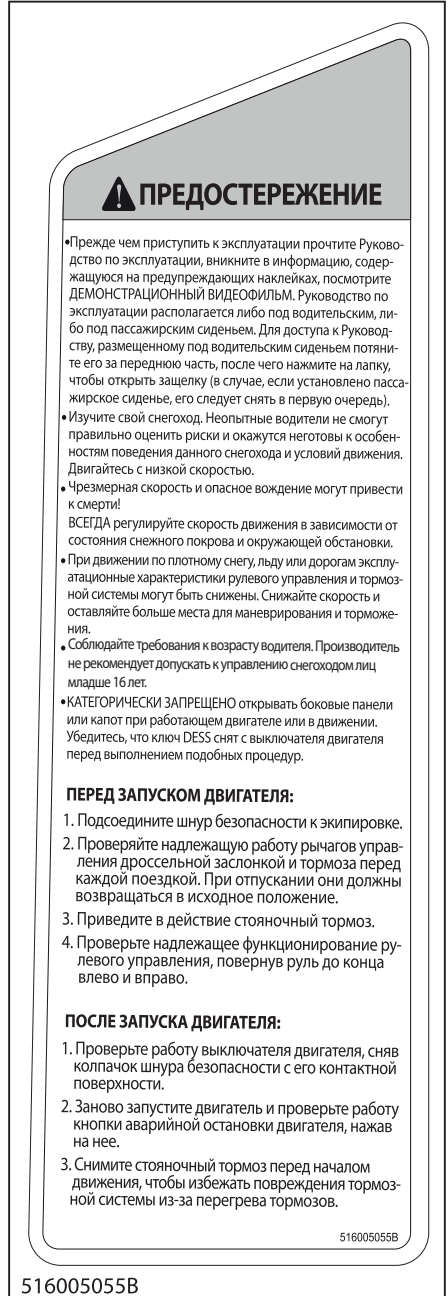 ПРЕДОСТЕРЕЖЕНИЕ
•Прежде чем приступить к эксплуатации прочтите Руково-
дство по эксплуатации, вникните в информацию, содер-
жащуюся на предупреждающих наклейках, посмотрите
ДЕМОНСТРАЦИОННЫЙ ВИДЕОФИЛЬМ. Руководство по
эксплуатации располагается либо под водительским, ли-
бо под пассажирским сиденьем. Для доступа к Руковод-
ству, размещенному под водительским сиденьем потяни-
те его за переднюю часть, после чего нажмите на лапку,
чтобы открыть защелку (в случае, если установлено пасса-
жирское сиденье, его следует снять в первую очередь).
• Изучите свой снегоход. Неопытные водители не смогут
правильно оценить риски и окажутся неготовы к особен-
ностям поведения данного снегохода и условий движения.
Двигайтесь с низкой скоростью.
• Чрезмерная скорость и опасное вождение могут привести
к смерти!
ВСЕГДА регулируйте скорость движения в зависимости от
состояния снежного покрова и окружающей обстановки.
• При движении по плотному снегу, льду или дорогам эксплу-
атационные характеристики рулевого управления и тормоз-
ной системы могут быть снижены. Снижайте скорость и
оставляйте больше места для маневрирования и торможе-
ния.
• Соблюдайте требования к возрасту водителя. Производитель
не рекомендует допускать к управлению снегоходом лиц
младше 16 лет.
•КАТЕГОРИЧЕСКИ ЗАПРЕЩЕНО открывать боковые панели
или капот при работающем двигателе или в движении.
Убедитесь, что ключ DESS снят с выключателя двигателя
перед выполнением подобных процедур.
ПЕРЕД ЗАПУСКОМ ДВИГАТЕЛЯ:
1. Подсоедините шнур безопасности к экипировке.
2. Проверяйте надлежащую работу рычагов управ-
ления дроссельной заслонкой и тормоза перед
каждой поездкой. При отпускании они должны
возвращаться в исходное положение.
3. Приведите в действие стояночный тормоз.
4. Проверьте надлежащее функционирование ру-
левого управления, повернув руль до конца
влево и вправо.
ПОСЛЕ ЗАПУСКА ДВИГАТЕЛЯ:
1. Проверьте работу выключателя двигателя, сняв
колпачок шнура безопасности с его контактной
поверхности.
2. Заново запустите двигатель и проверьте работу
кнопки аварийной остановки двигателя, нажав
на нее.
3. Снимите стояночный тормоз перед началом
движения, чтобы избежать повреждения тормоз-
ной системы из-за перегрева тормозов.
516005055B
516005055B